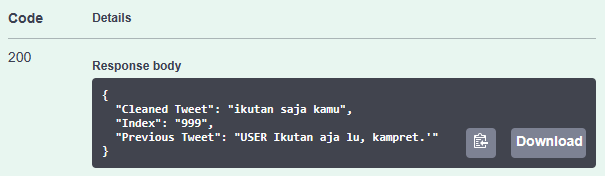 Code Details
200
Response body
{
"Cleaned Tweet": "ikutan saja kamu",
"Index": "999",
"Previous Tweet": "USER Ikutan aja lu, kampret.'"
}
Download